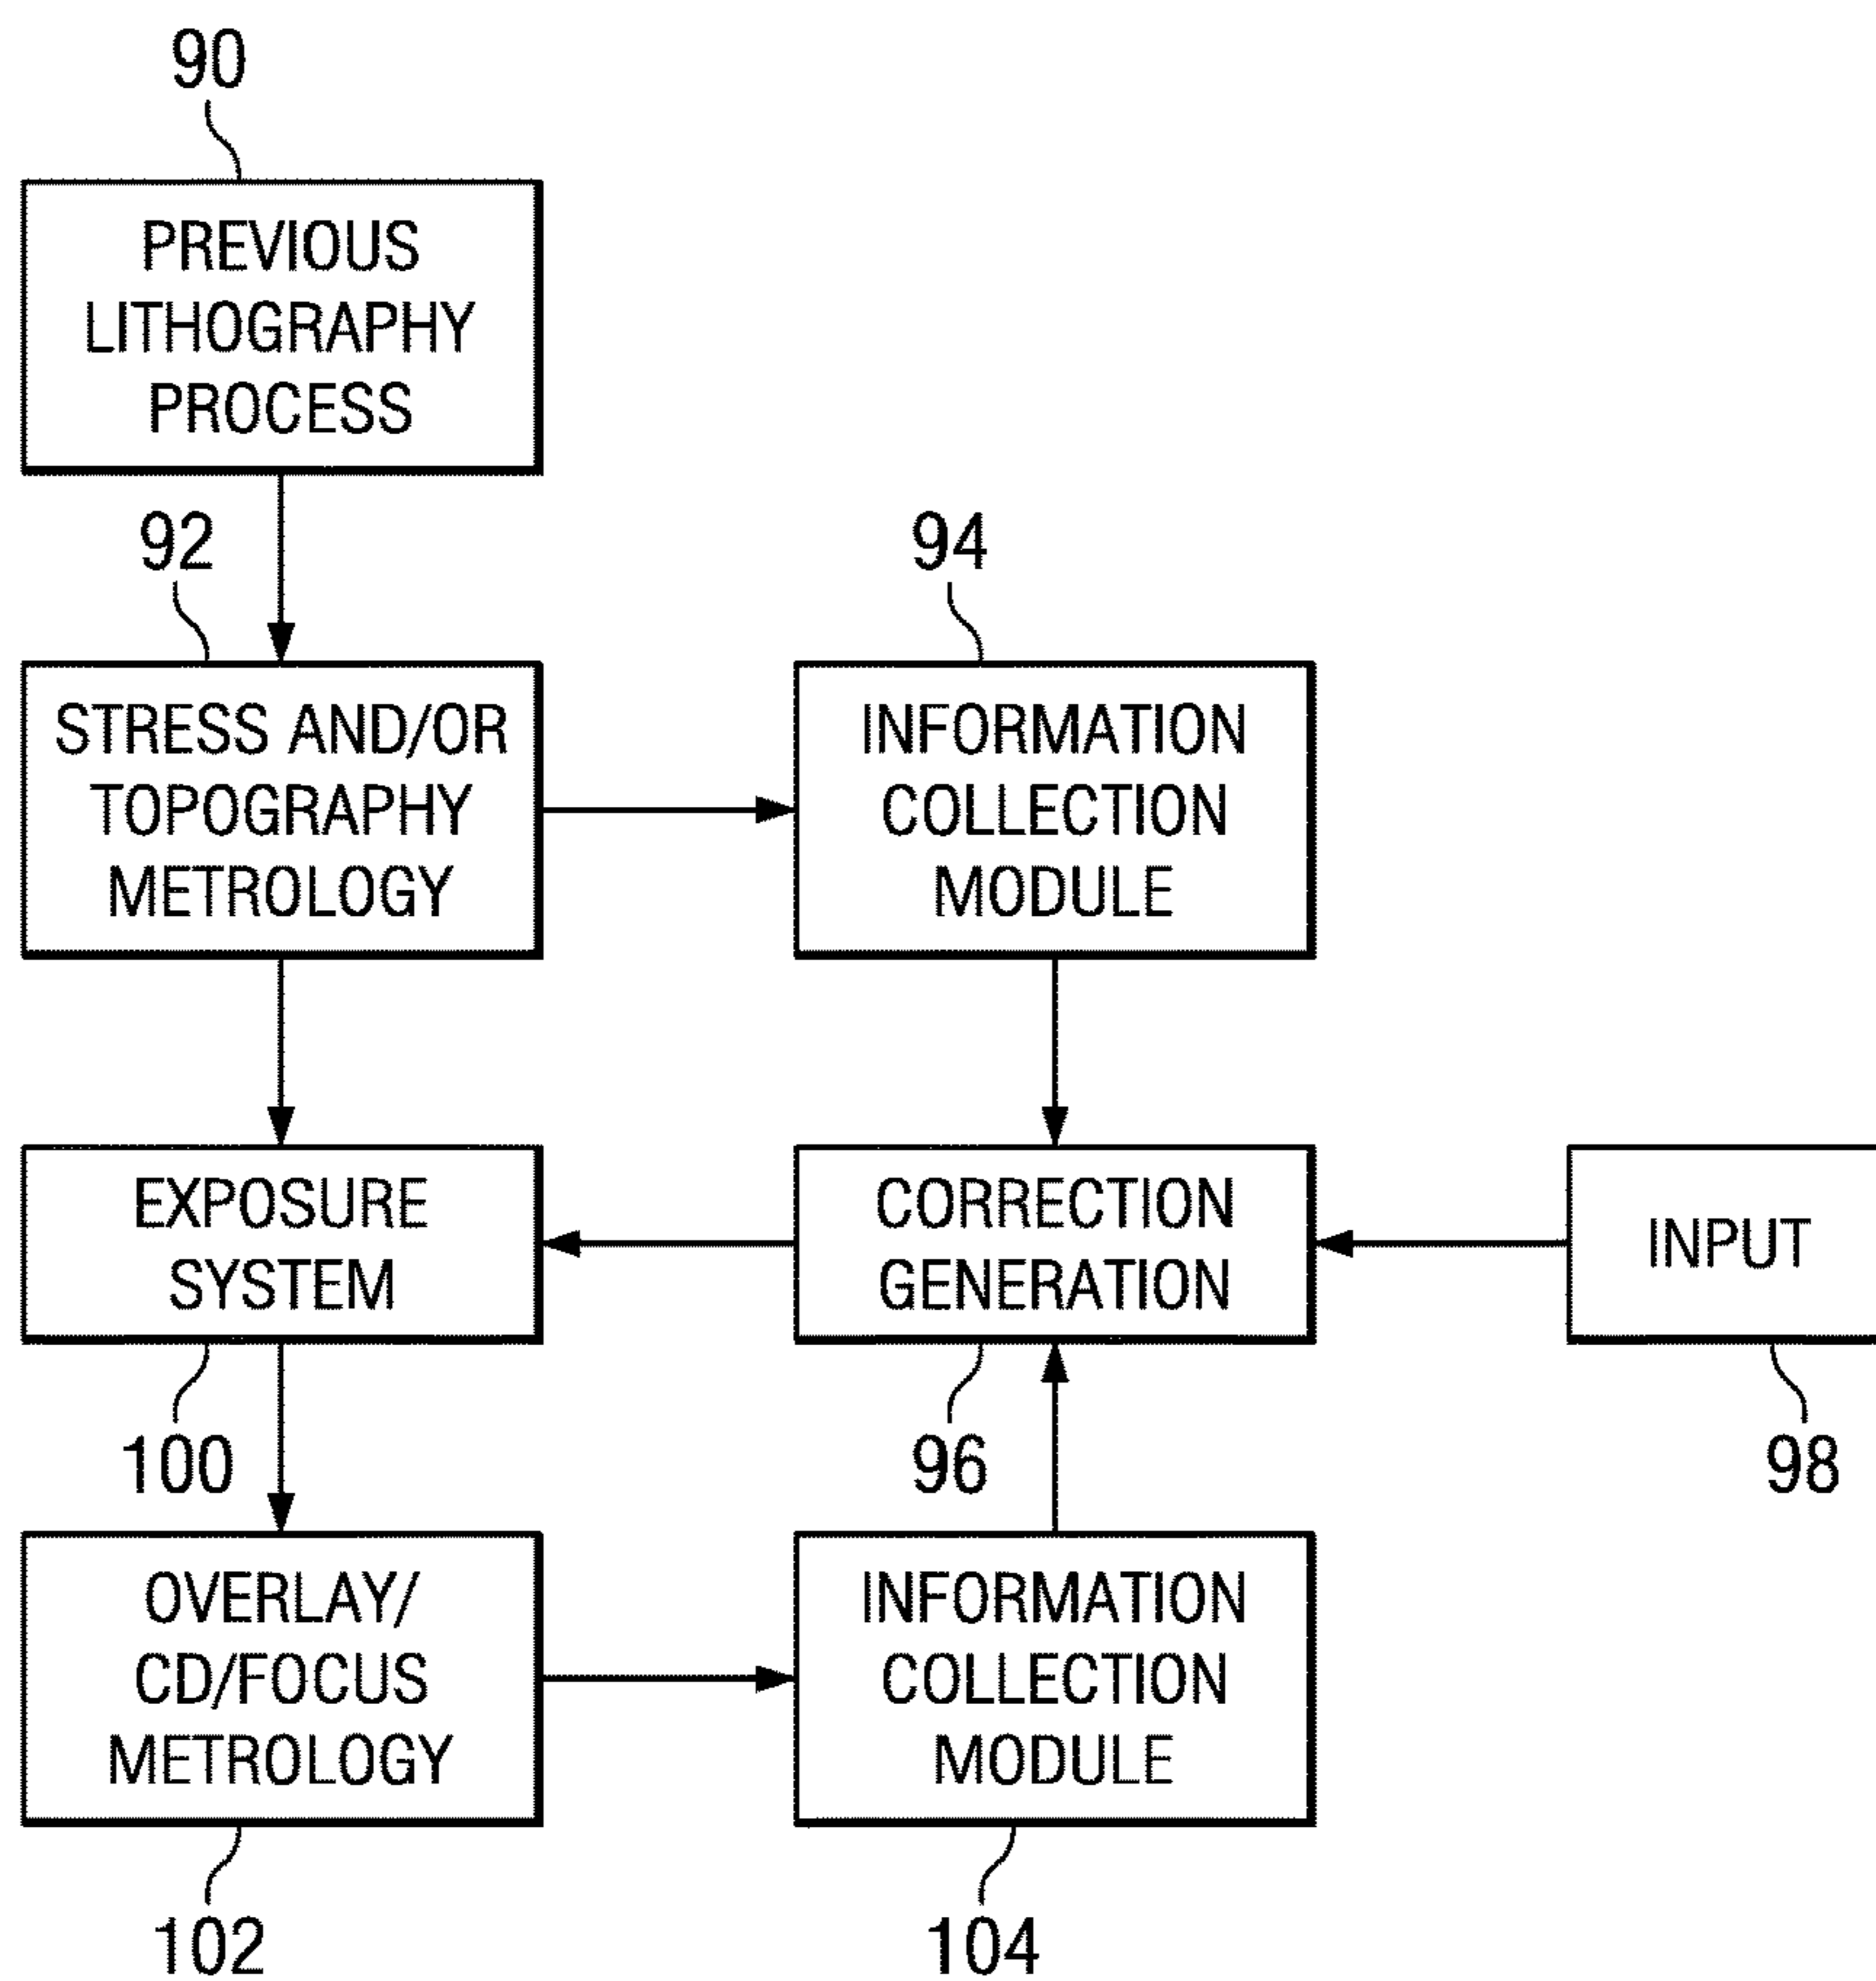 90
PREVIOUS
LITHOGRAPHY
PROCESS
92
STRESS AND/OR
TOPOGRAPHY
METROLOGY
94
INFORMATION
COLLECTION
MODULE
EXPOSURE
SYSTEM
100
CORRECTION
GENERATION
96
INPUT
98
OVERLAY/
CD/FOCUS
METROLOGY
102
INFORMATION
COLLECTION
MODULE
104